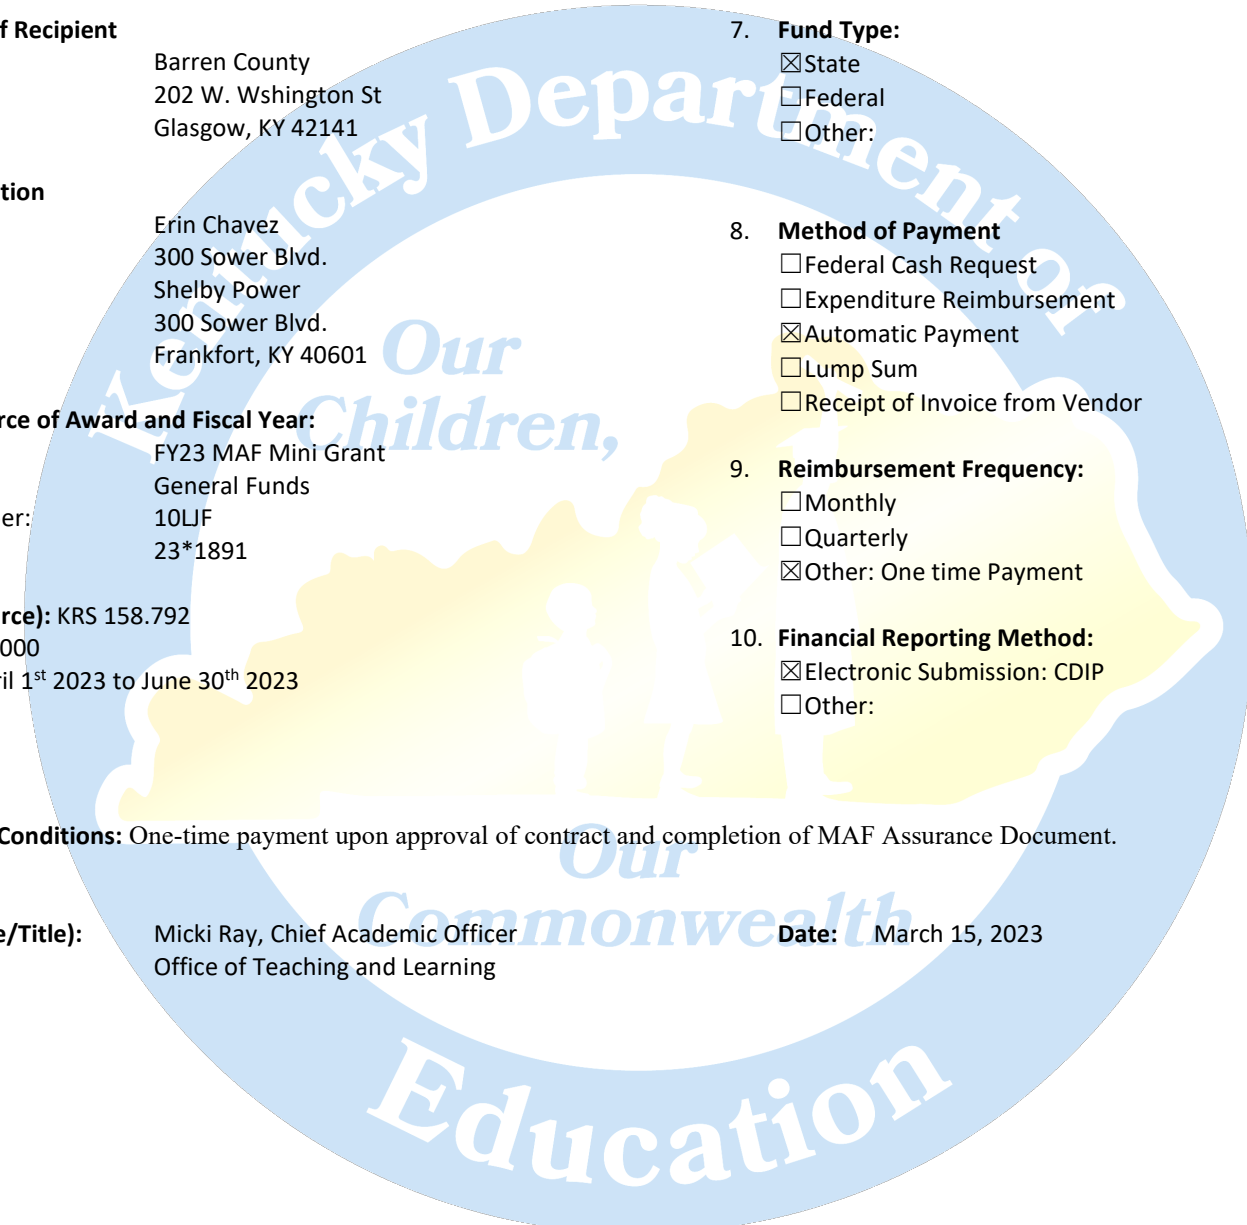 f Recipient
Barren County
202 W. Wshington St
Glasgow, KY 42141
tion
Erin Chavez
300 Sower Blvd.
Shelby Power
300 Sower Blvd.
Frankfort, KY 40601
rce of Award and Fiscal Year:
FY23 MAF Mini Grant
General Funds
er: 10LJF
23*1891
rce): KRS 158.792
000
ril 1st 2023 to June 30th 2023
7. Fund Type:
☒State
☐Federal
☐Other:
8. Method of Payment
☐Federal Cash Request
☐Expenditure Reimbursement
☒Automatic Payment
☐Lump Sum
☐Receipt of Invoice from Vendor
9. Reimbursement Frequency:
☐Monthly
☐Quarterly
☒Other: One time Payment
10. Financial Reporting Method:
☒Electronic Submission: CDIP
☐Other:
Conditions: One-time payment upon approval of contract and completion of MAF Assurance Document.
e/Title): Micki Ray, Chief Academic Officer Date: March 15, 2023
Office of Teaching and Learning
Kentucky Department of
Education
Our
Children,
Our
Commonwealth